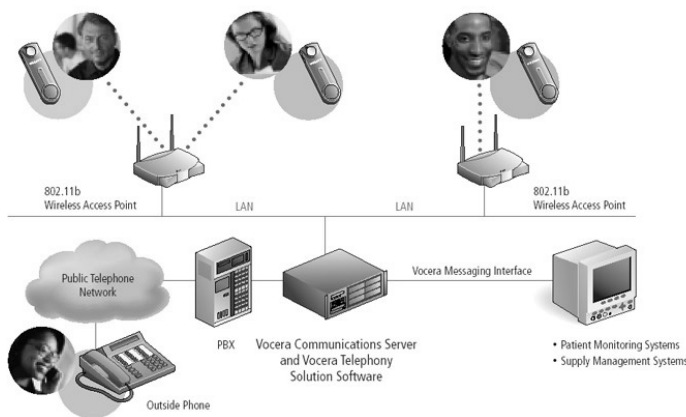 802.11b
Wireless Access Point
LAN
LAN
802.11b
Wireless Access Point
Public Telephone
Network
Vocera Messaging Interface
PBX
Vocera Communications Server
and Vocera Telephony
Solution Software
• Patient Monitoring Systems
• Supply Management Systems
Outside Phone